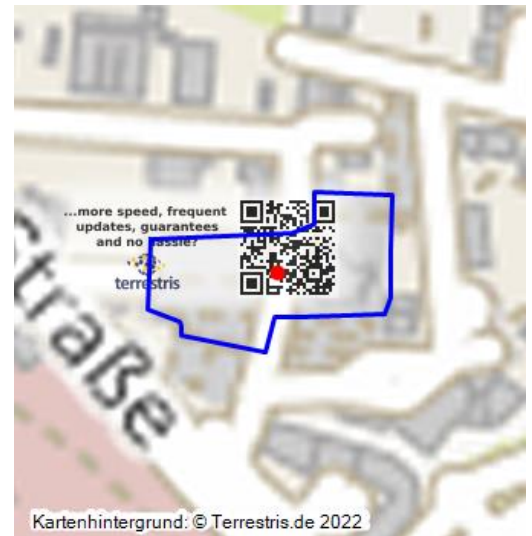 ...more speed, frequent
updates, guarantees
and no hassle?
terrestris
straße
Kartenhintergrund: © Terrestris.de 2022